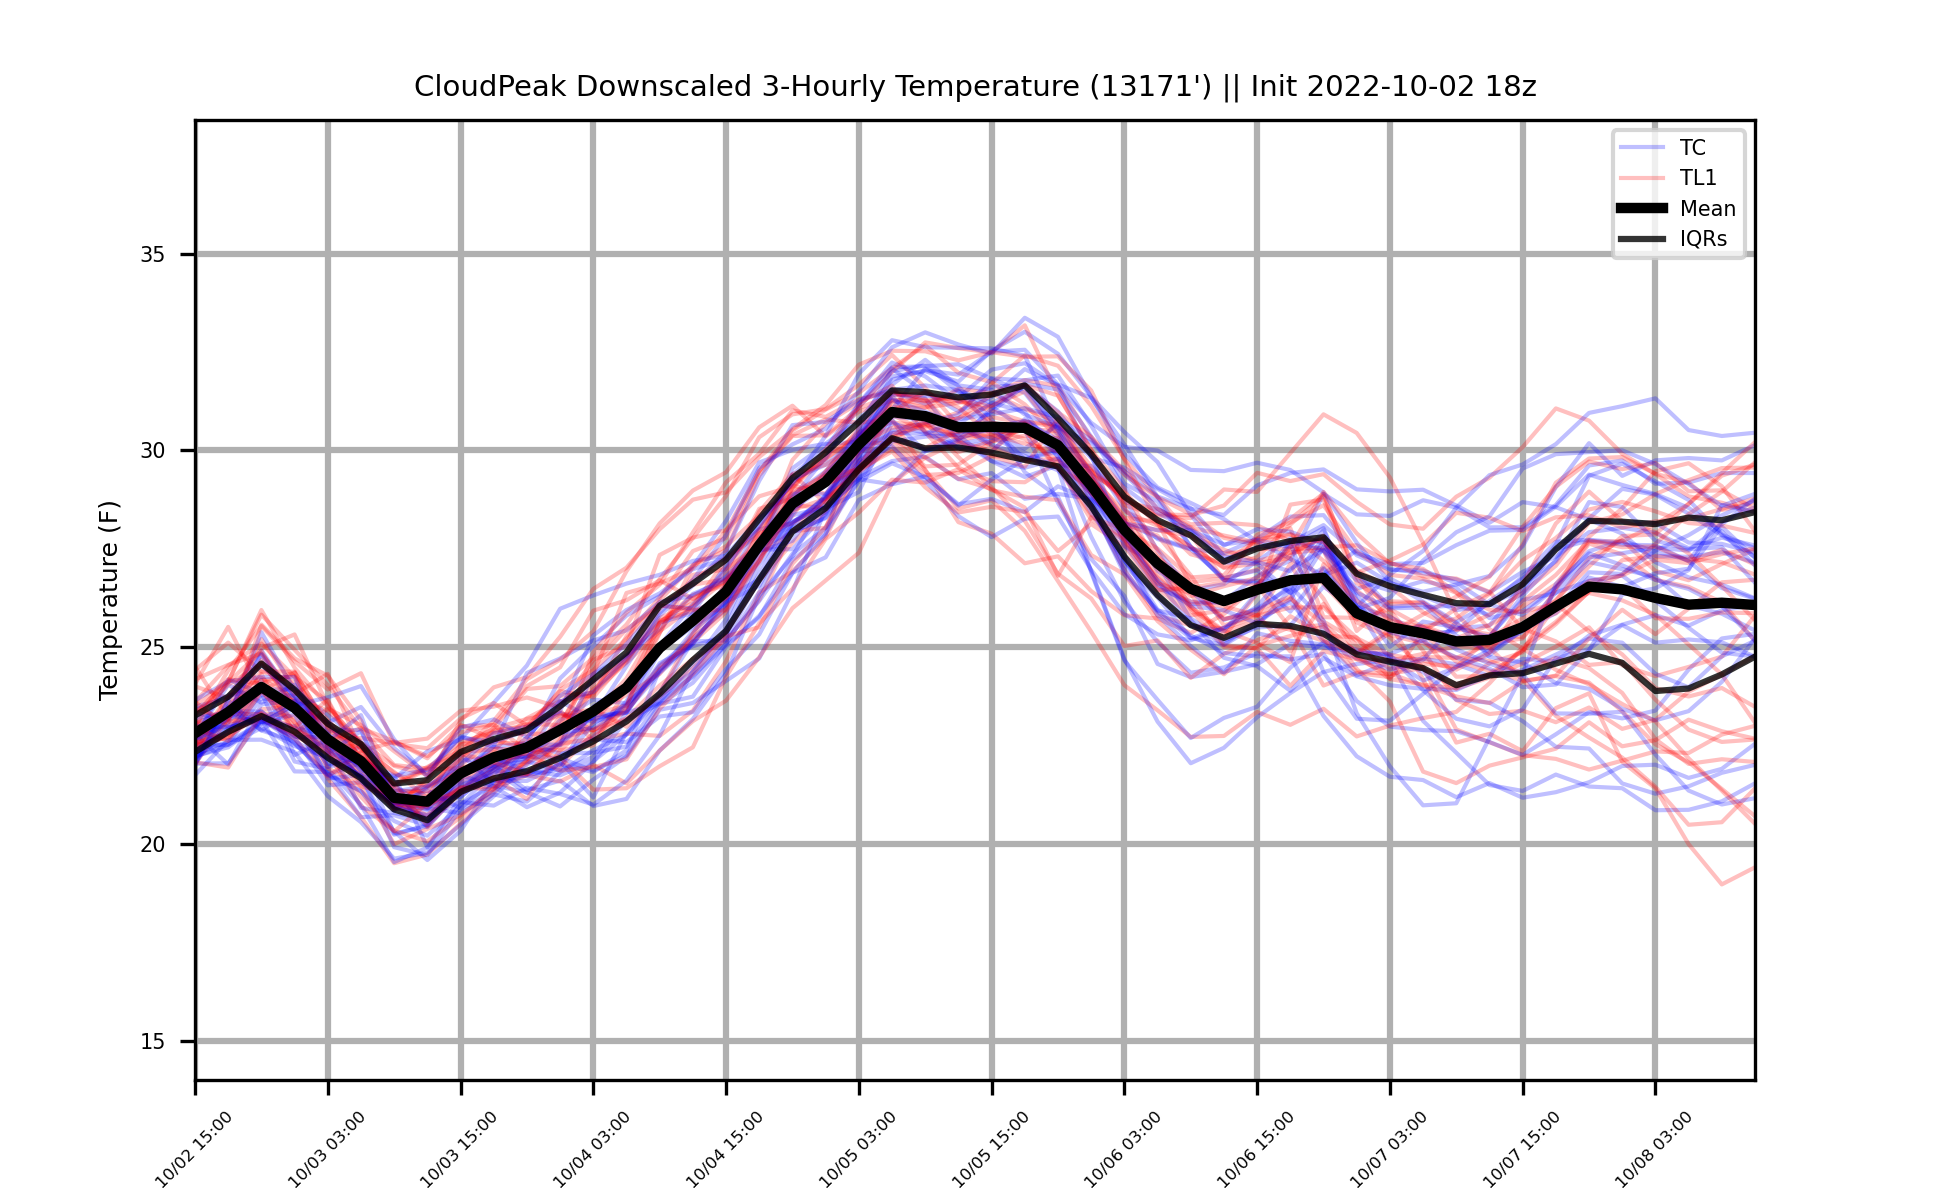 CloudPeak Downscaled 3-Hourly Temperature (13171') || Init 2022-10-02 18z
TC
TL1
Mean
IQRs
Temperature (F)
35
30
25
20
15
10/02 15:00
10/03 03:00
10/03 15:00
10/04 03:00
10/04 15:00
10/05 03:00
10/05 15:00
10/06 03:00
10/06 15:00
10/07 03:00
10/07 15:00
10/08 03:00